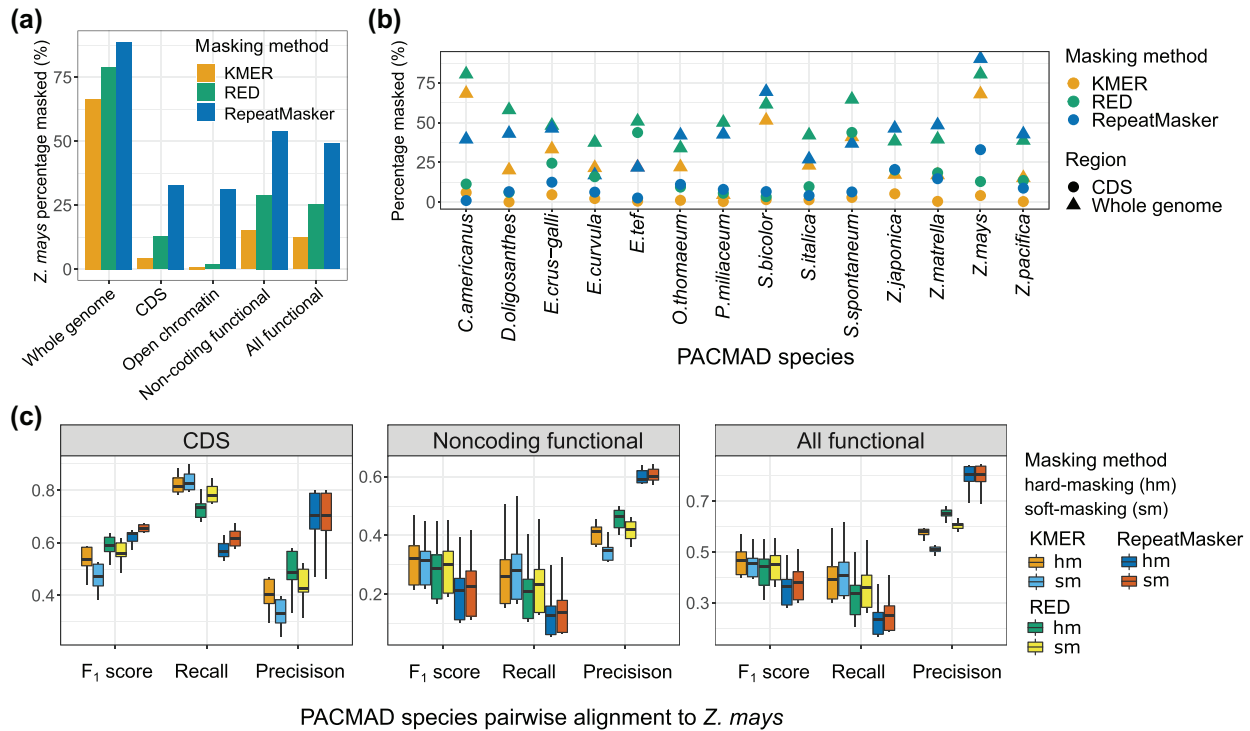 (a)
Z. mays percentage masked (%)
75
50
25
0
Masking method
KMER
RED
RepeatMasker
Whole genome
CDS
Open chromatin
Non-coding functional
All functional
(b)
Percentage masked (%)
75
50
25
0
C.americanus
D.oligosanthes
E.crus-galli
E.curvula
E.tef
O.thomaeum
P.miliaceum
S.bicolor
S.italica
S.spontaneum
Z.japonica
Z.matrella
Z.mays
Z.pacifica
PACMAD species
Masking method
KMER
RED
RepeatMasker
Region
CDS
Whole genome
(c)
CDS
0.8
0.6
0.4
F1 score Recall Precisison
Noncoding functional
0.6
0.4
0.2
F1 score Recall Precisison
All functional
0.7
0.5
0.3
F1 score Recall Precisison
PACMAD species pairwise alignment to Z. mays
Masking method
hard-masking (hm)
soft-masking (sm)
KMER RepeatMasker
hm hm
sm sm
RED
hm
sm